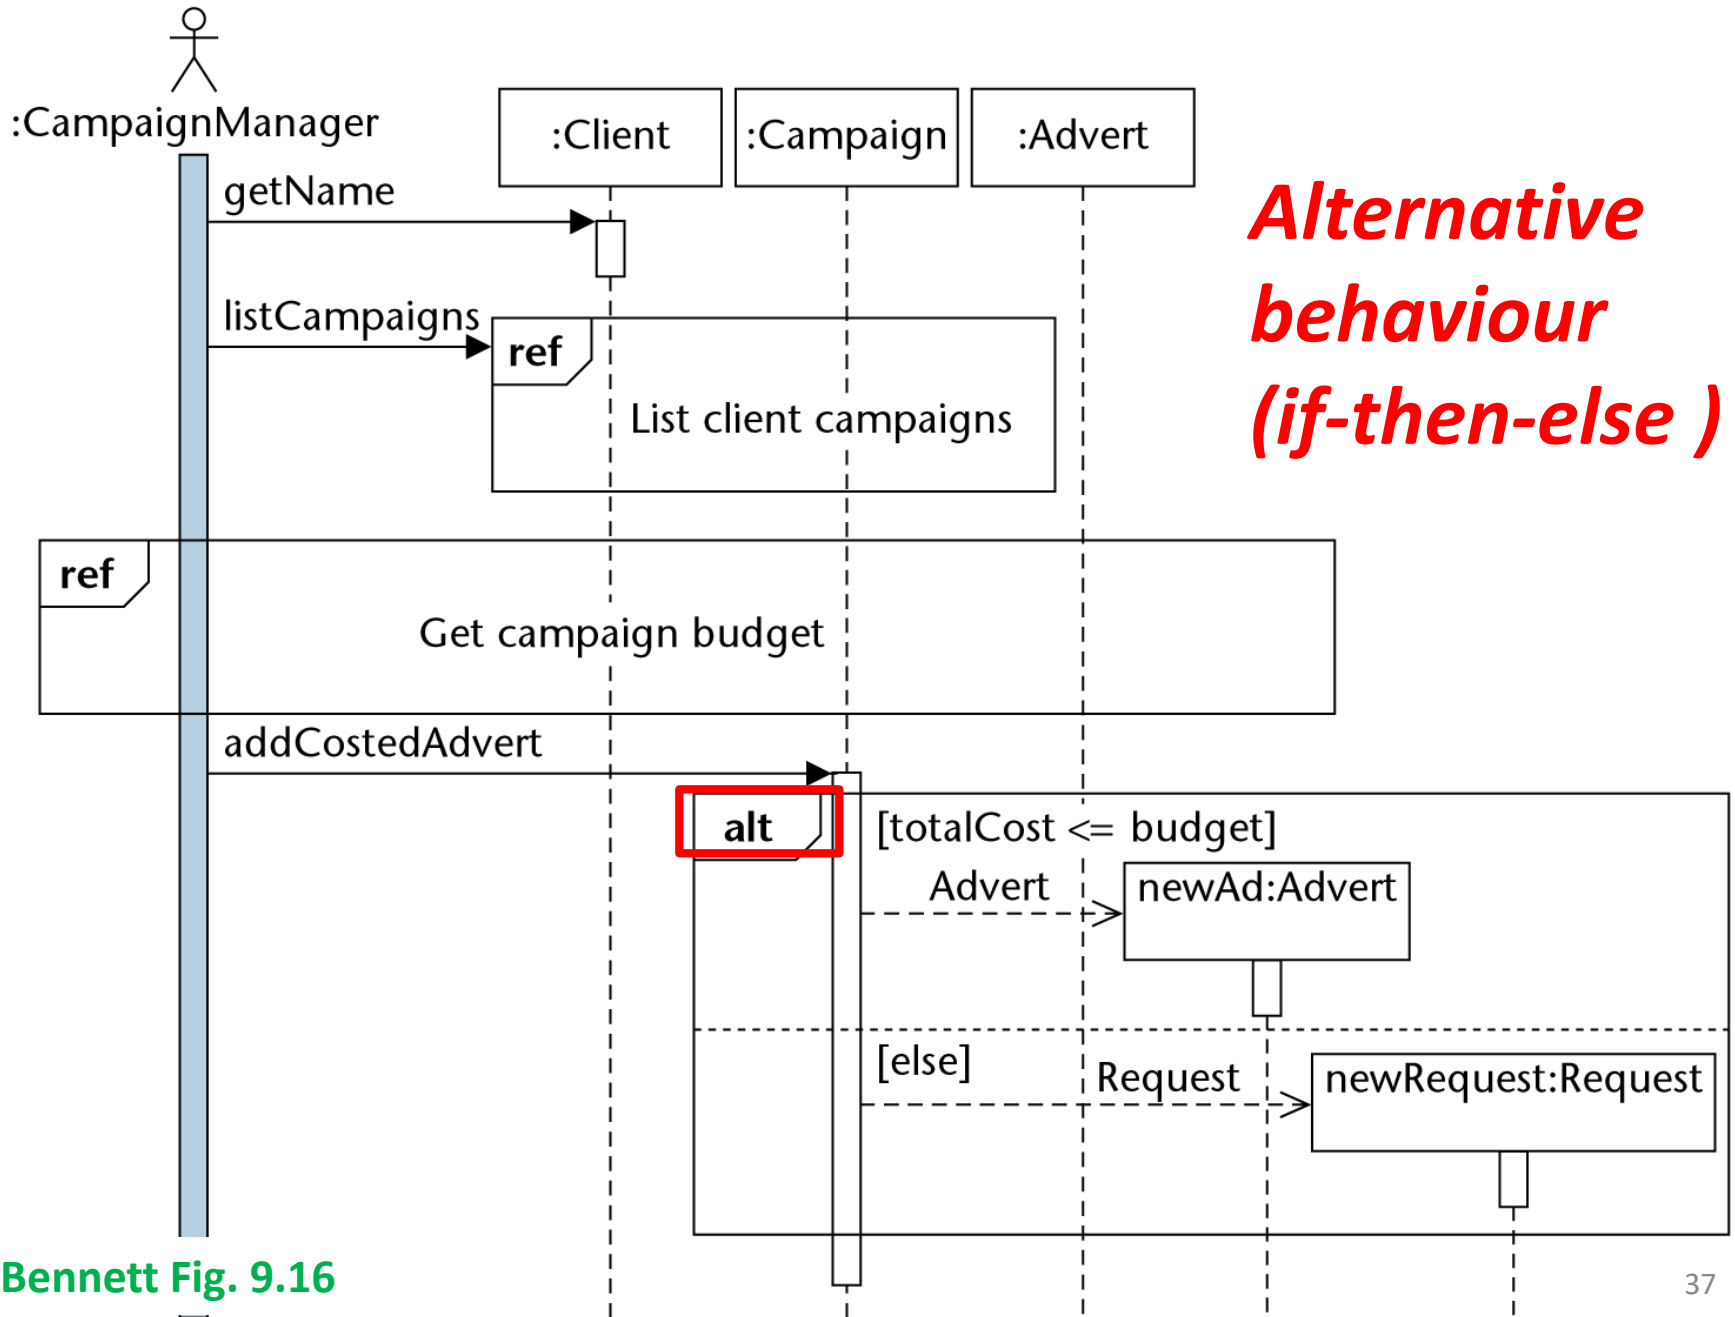 :CampaignManager
:Client
:Campaign
:Advert
getName
Alternative
behaviour
(if-then-else )
listCampaigns
ref
List client campaigns
ref
Get campaign budget
addCostedAdvert
alt
[totalCost <= budget]
Advert
newAd:Advert
[else]
Request
newRequest:Request
Bennett Fig. 9.16
37